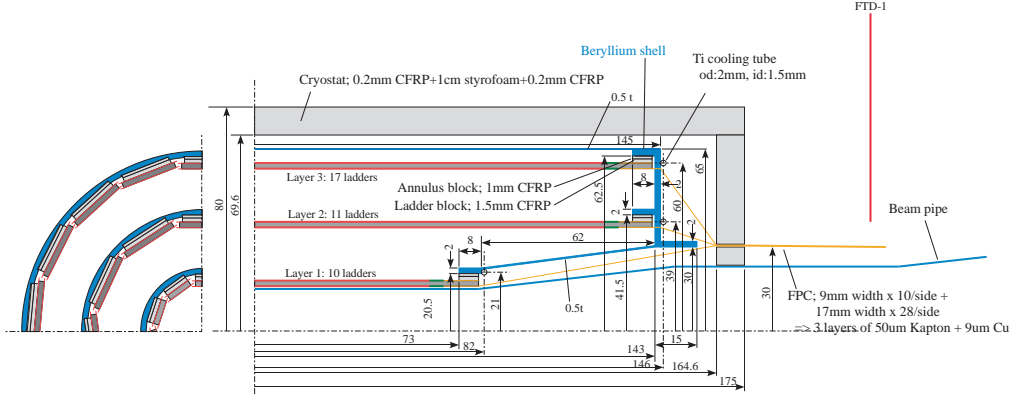 FTD-1
Beryllium shell
Ti cooling tube
od:2mm, id:1.5mm
Cryostat; 0.2mm CFRP+1cm styrofoam+0.2mm CFRP
0.5 t
145
Layer 3: 17 ladders
Annulus block; 1mm CFRP
Ladder block; 1.5mm CFRP
8
2
62.5
60
65
80
69.6
Layer 2: 11 ladders
2
Beam pipe
62
8
2
2
Layer 1: 10 ladders
0.5t
20.5
21
41.5
39
30
30
FPC; 9mm width x 10/side +
17mm width x 28/side
=> 3 layers of 50um Kapton + 9um Cu
73
82
15
143
146
164.6
175